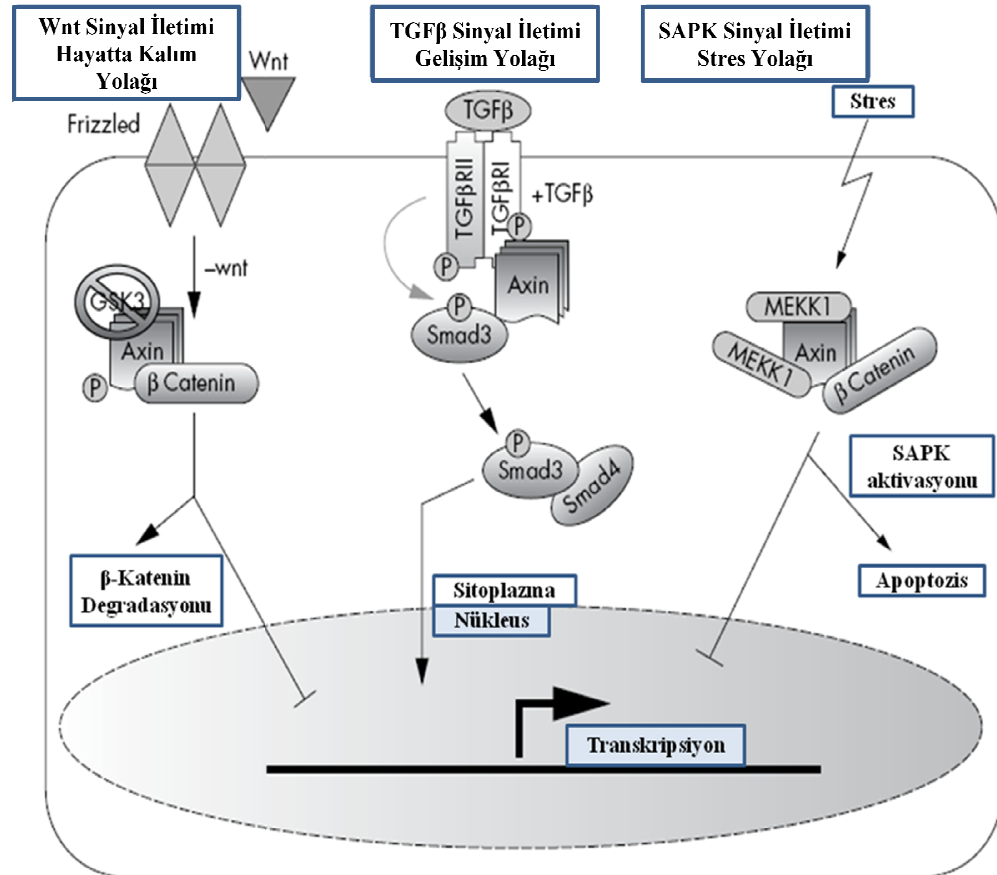 Wnt Sinyal İletimi
Hayatta Kalım
Yolağı
Wnt
Frizzled
–wnt
GSK3
Axin
P
β Catenin
β-Katenin
Degradasyonu
TGFβ Sinyal İletimi
Gelişim Yolağı
TGFβ
TGFβRII
TGFβRI
+TGFβ
P
P
Axin
P
Smad3
P
Smad3
Smad4
Sitoplazma
Nükleus
SAPK Sinyal İletimi
Stres Yolağı
Stres
MEKK1
Axin
MEKK1
β Catenin
SAPK
aktivasyonu
Apoptozis
Transkripsiyon